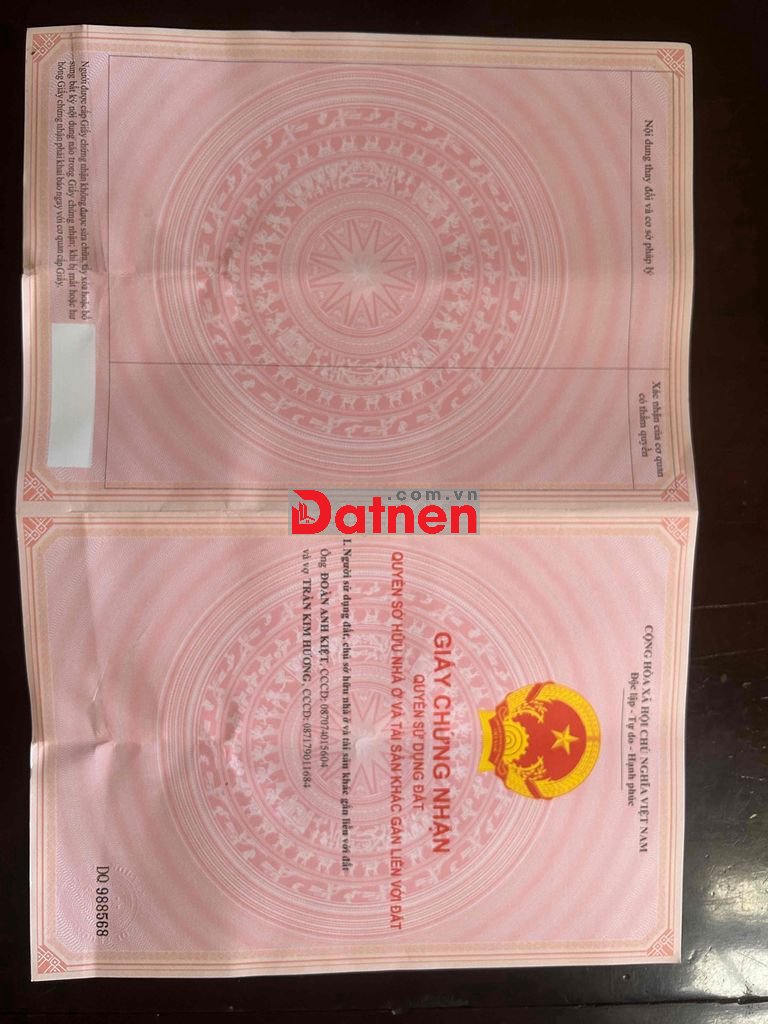 Nội dung thay đổi và cơ sở pháp lý
Xác nhận của cơ quan
có thẩm quyền
Người được cấp Giấy chứng nhận không được sửa chữa, tẩy xóa hoặc bổ
sung bất kỳ nội dung nào trong Giấy chứng nhận; khi bị mất hoặc hư
hỏng Giấy chứng nhận phải khai báo ngay với cơ quan cấp Giấy.
.com.vn
Datnen
CỘNG HÒA XÃ HỘI CHỦ NGHĨA VIỆT NAM
Độc lập - Tự do - Hạnh phúc
GIẤY CHỨNG NHẬN
QUYỀN SỬ DỤNG ĐẤT
QUYỀN SỞ HỮU NHÀ Ở VÀ TÀI SẢN KHÁC GẮN LIỀN VỚI ĐẤT
I. Người sử dụng đất, chủ sở hữu nhà ở và tài sản khác gắn liền với đất
Ông ĐOÀN ANH KIỆT, CCCD: 087074015604
và vợ TRẦN KIM HƯƠNG, CCCD: 087179011684
DQ 988568